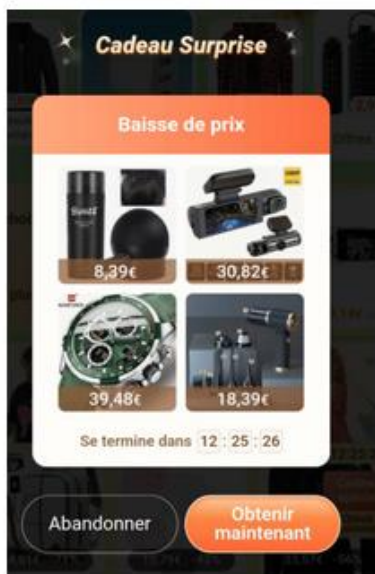 Cadeau Surprise
Baisse de prix
8,39€
30,82€
39,48€
18,39€
Se termine dans 12 : 25 : 26
Abandonner
Obtenir
maintenant